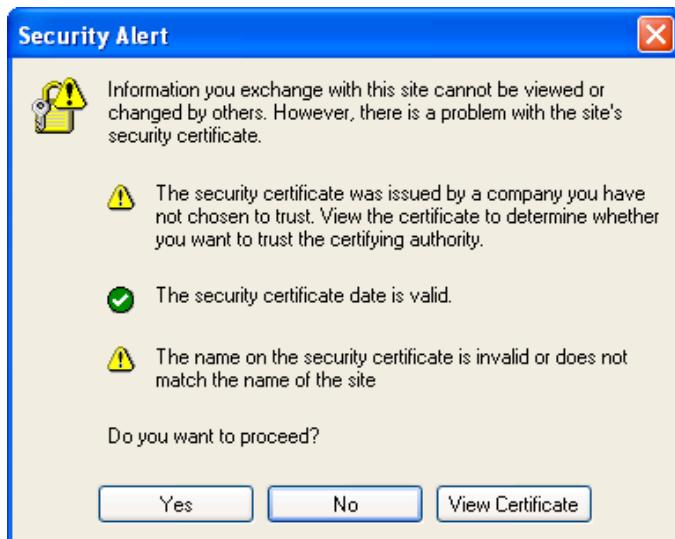 Security Alert
Information you exchange with this site cannot be viewed or
changed by others. However, there is a problem with the site's
security certificate.
The security certificate was issued by a company you have
not chosen to trust. View the certificate to determine whether
you want to trust the certifying authority.
The security certificate date is valid.
The name on the security certificate is invalid or does not
match the name of the site
Do you want to proceed?
Yes No View Certificate